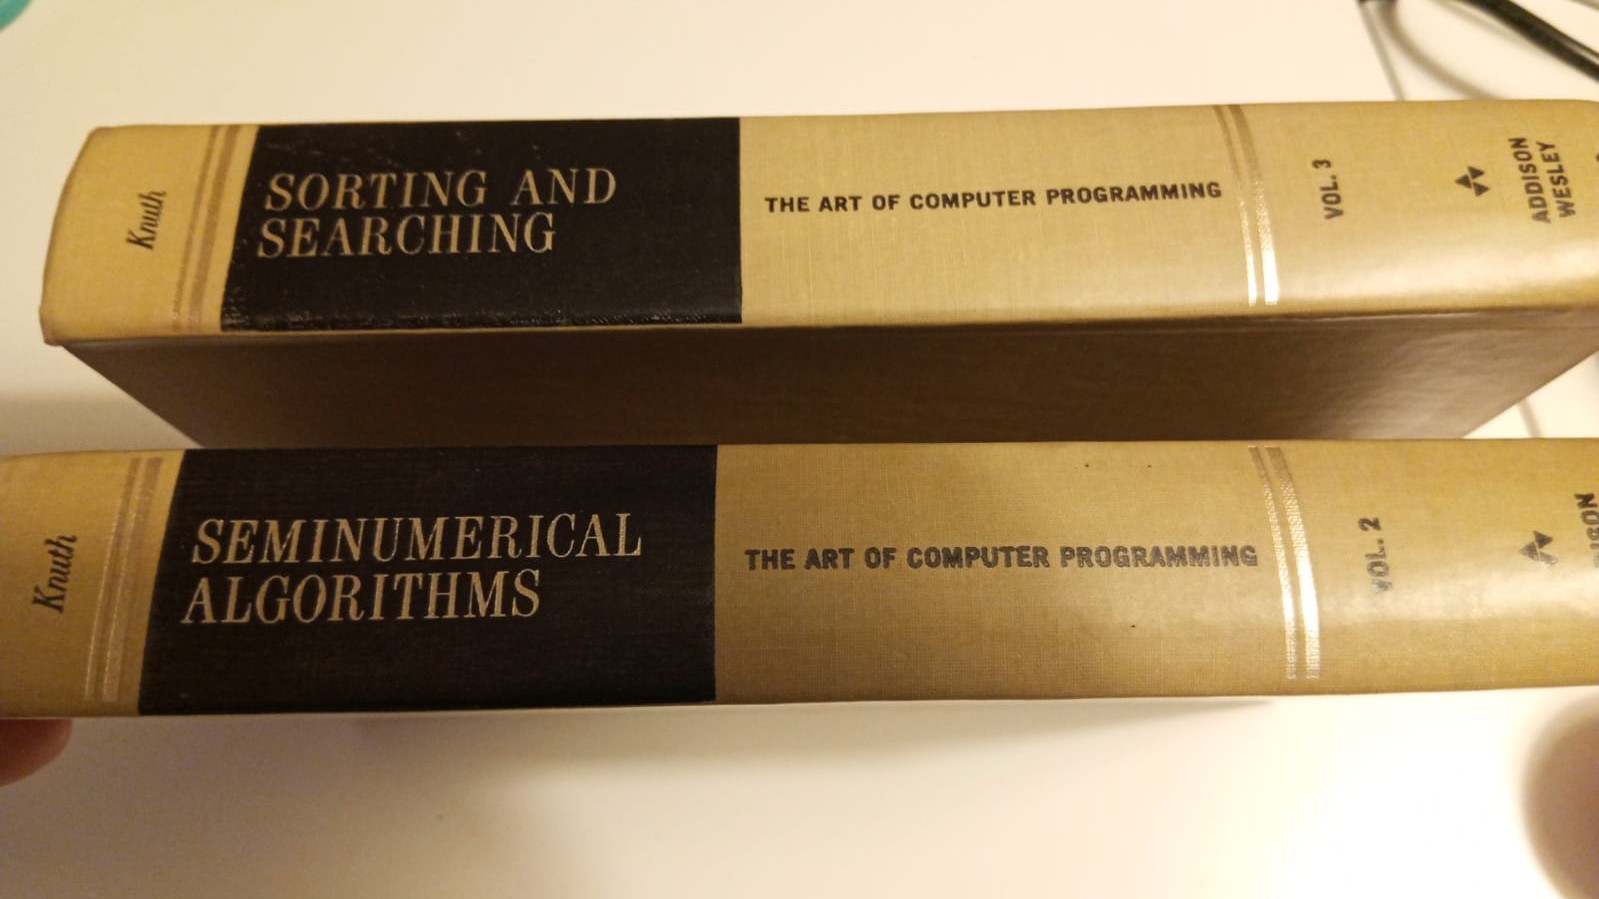 Knuth
SORTING AND
SEARCHING
THE ART OF COMPUTER PROGRAMMING
VOL. 3
ADDISON
WESLEY
Knuth
SEMINUMERICAL
ALGORITHMS
THE ART OF COMPUTER PROGRAMMING
VOL. 2